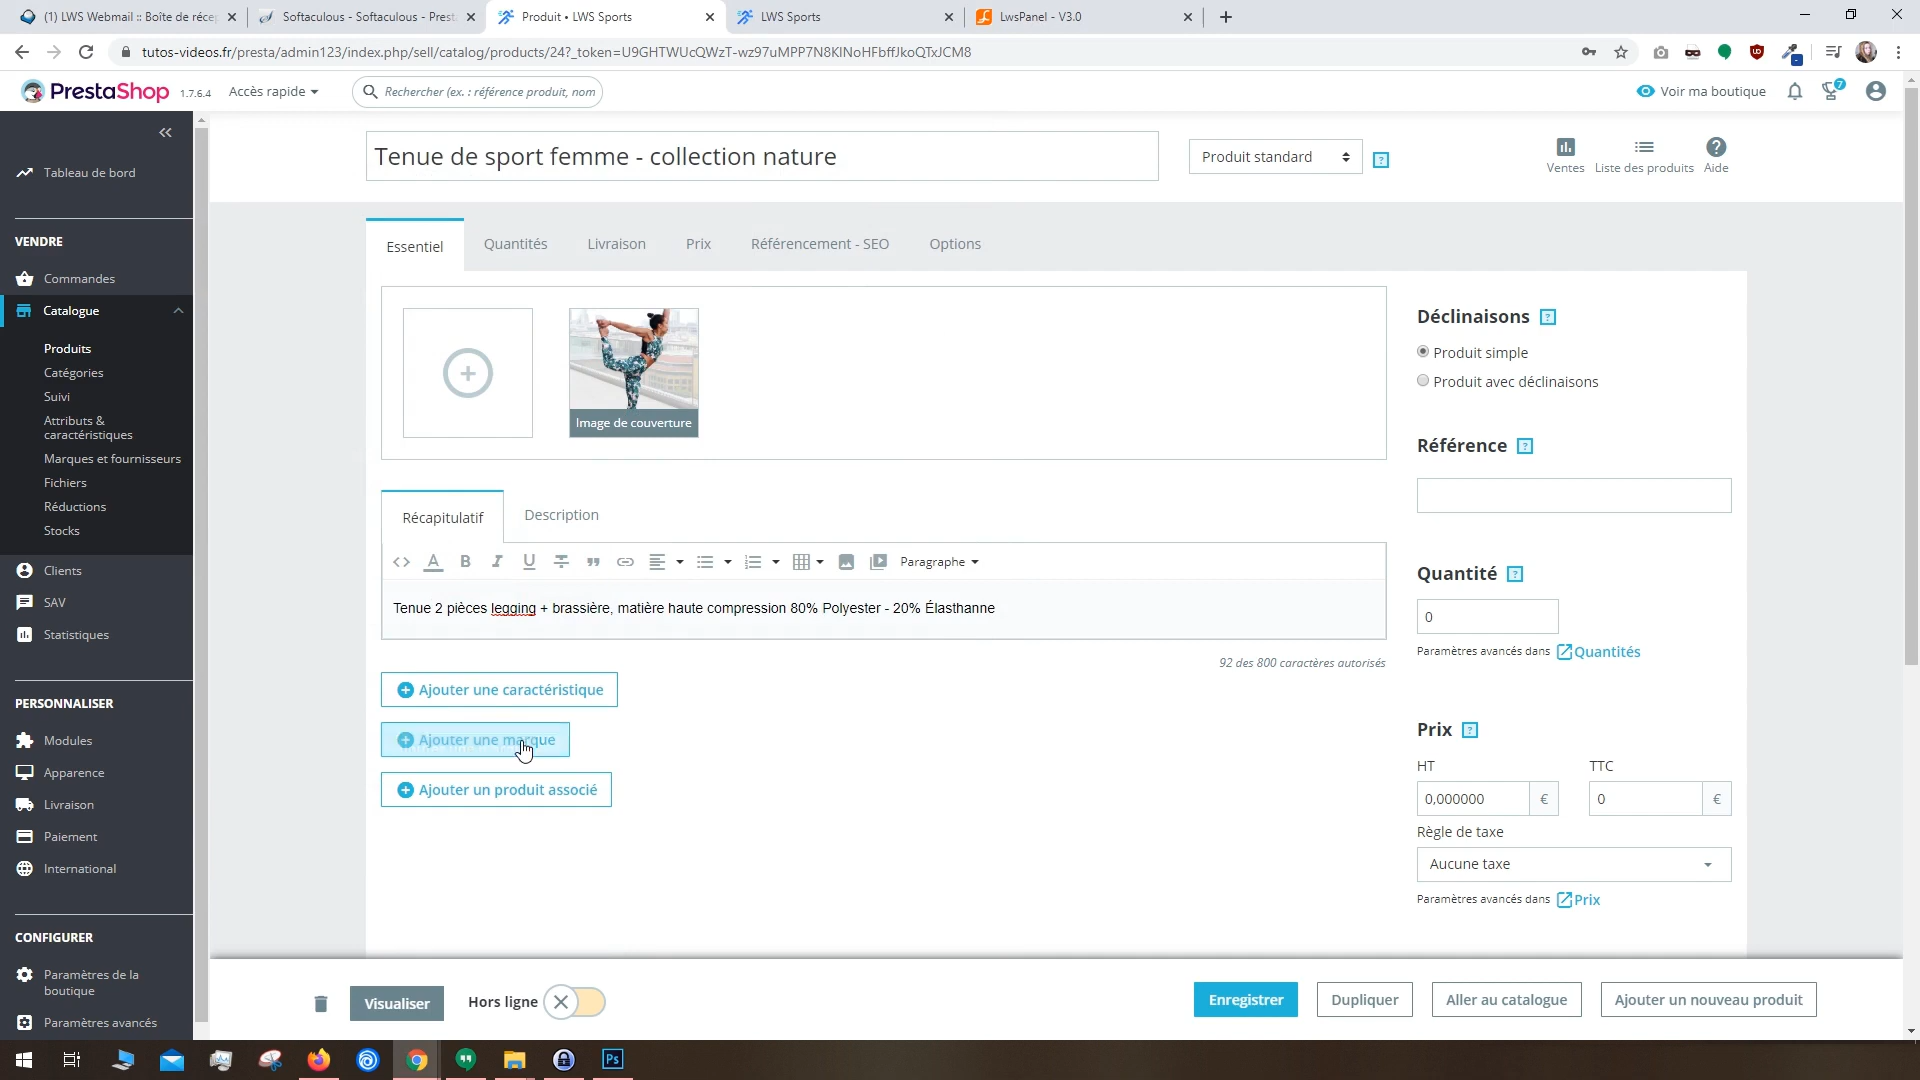 (1) LWS Webmail :: Boîte de réce
Softaculous - Softaculous - Prest
Produit • LWS Sports
LWS Sports
LwsPanel - V3.0
tutos-videos.fr/presta/admin123/index.php/sell/catalog/products/24?_token=U9GHTWUcQWzT-wz97uMPP7N8KlNoHFbffJkoQTxJCM8
PrestaShop 1.7.6.4
Accès rapide
Rechercher (ex. : référence produit, nom
Voir ma boutique
7
Tenue de sport femme - collection nature
Produit standard
?
Ventes
Liste des produits
Aide
Tableau de bord
VENDRE
Commandes
Catalogue
Produits
Catégories
Suivi
Attributs &
caractéristiques
Marques et fournisseurs
Fichiers
Réductions
Stocks
Clients
SAV
Statistiques
PERSONNALISER
Modules
Apparence
Livraison
Paiement
International
CONFIGURER
Paramètres de la
boutique
Paramètres avancés
Essentiel
Quantités
Livraison
Prix
Référencement - SEO
Options
Image de couverture
Récapitulatif
Description
Paragraphe
Tenue 2 pièces legging + brassière, matière haute compression 80% Polyester - 20% Élasthanne
92 des 800 caractères autorisés
Ajouter une caractéristique
Ajouter une marque
Ajouter un produit associé
Déclinaisons ?
Produit simple
Produit avec déclinaisons
Référence ?
Quantité ?
0
Paramètres avancés dans Quantités
Prix ?
HT
TTC
0,000000 €
0 €
Règle de taxe
Aucune taxe
Paramètres avancés dans Prix
Visualiser
Hors ligne
Enregistrer
Dupliquer
Aller au catalogue
Ajouter un nouveau produit
Ps